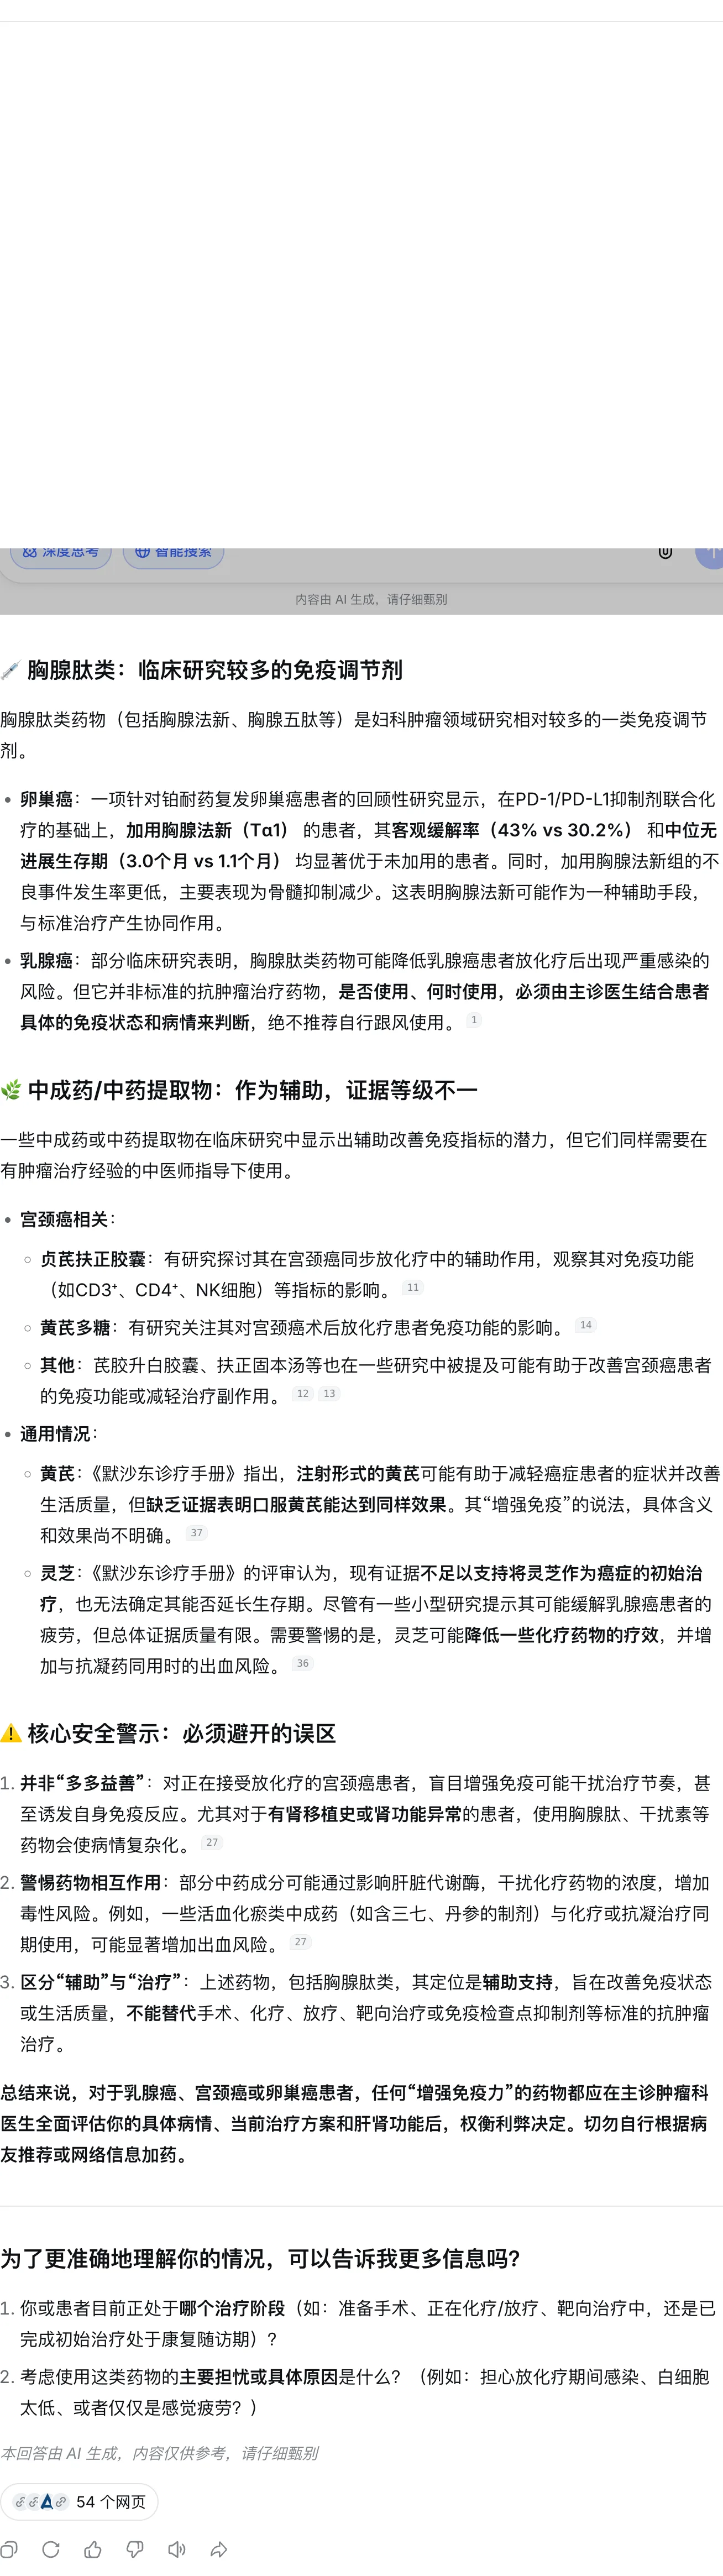 深度思考 智能搜索
内容由 AI 生成，请仔细甄别
胸腺肽类：临床研究较多的免疫调节剂
胸腺肽类药物（包括胸腺法新、胸腺五肽等）是妇科肿瘤领域研究相对较多的一类免疫调节
剂。
• 卵巢癌：一项针对铂耐药复发卵巢癌患者的回顾性研究显示，在PD-1/PD-L1抑制剂联合化
疗的基础上，加用胸腺法新（Tα1） 的患者，其客观缓解率（43% vs 30.2%） 和中位无
进展生存期（3.0个月 vs 1.1个月） 均显著优于未加用的患者。同时，加用胸腺法新组的不
良事件发生率更低，主要表现为骨髓抑制减少。这表明胸腺法新可能作为一种辅助手段，
与标准治疗产生协同作用。
• 乳腺癌：部分临床研究表明，胸腺肽类药物可能降低乳腺癌患者放化疗后出现严重感染的
风险。但它并非标准的抗肿瘤治疗药物，是否使用、何时使用，必须由主诊医生结合患者
具体的免疫状态和病情来判断，绝不推荐自行跟风使用。 1
中成药/中药提取物：作为辅助，证据等级不一
一些中成药或中药提取物在临床研究中显示出辅助改善免疫指标的潜力，但它们同样需要在
有肿瘤治疗经验的中医师指导下使用。
• 宫颈癌相关：
◦ 贞芪扶正胶囊：有研究探讨其在宫颈癌同步放化疗中的辅助作用，观察其对免疫功能
（如CD3⁺、CD4⁺、NK细胞）等指标的影响。 11
◦ 黄芪多糖：有研究关注其对宫颈癌术后放化疗患者免疫功能的影响。 14
◦ 其他：芪胶升白胶囊、扶正固本汤等也在一些研究中被提及可能有助于改善宫颈癌患者
的免疫功能或减轻治疗副作用。 12 13
• 通用情况：
◦ 黄芪：《默沙东诊疗手册》指出，注射形式的黄芪可能有助于减轻癌症患者的症状并改善
生活质量，但缺乏证据表明口服黄芪能达到同样效果。其“增强免疫”的说法，具体含义
和效果尚不明确。 37
◦ 灵芝：《默沙东诊疗手册》的评审认为，现有证据不足以支持将灵芝作为癌症的初始治
疗，也无法确定其能否延长生存期。尽管有一些小型研究提示其可能缓解乳腺癌患者的
疲劳，但总体证据质量有限。需要警惕的是，灵芝可能降低一些化疗药物的疗效，并增
加与抗凝药同用时的出血风险。 36
核心安全警示：必须避开的误区
1. 并非“多多益善”：对正在接受放化疗的宫颈癌患者，盲目增强免疫可能干扰治疗节奏，甚
至诱发自身免疫反应。尤其对于有肾移植史或肾功能异常的患者，使用胸腺肽、干扰素等
药物会使病情复杂化。 27
2. 警惕药物相互作用：部分中药成分可能通过影响肝脏代谢酶，干扰化疗药物的浓度，增加
毒性风险。例如，一些活血化瘀类中成药（如含三七、丹参的制剂）与化疗或抗凝治疗同
期使用，可能显著增加出血风险。 27
3. 区分“辅助”与“治疗”：上述药物，包括胸腺肽类，其定位是辅助支持，旨在改善免疫状态
或生活质量，不能替代手术、化疗、放疗、靶向治疗或免疫检查点抑制剂等标准的抗肿瘤
治疗。
总结来说，对于乳腺癌、宫颈癌或卵巢癌患者，任何“增强免疫力”的药物都应在主诊肿瘤科
医生全面评估你的具体病情、当前治疗方案和肝肾功能后，权衡利弊决定。切勿自行根据病
友推荐或网络信息加药。
为了更准确地理解你的情况，可以告诉我更多信息吗？
1. 你或患者目前正处于哪个治疗阶段（如：准备手术、正在化疗/放疗、靶向治疗中，还是已
完成初始治疗处于康复随访期）？
2. 考虑使用这类药物的主要担忧或具体原因是什么？（例如：担心放化疗期间感染、白细胞
太低、或者仅仅是感觉疲劳？）
本回答由 AI 生成，内容仅供参考，请仔细甄别
54 个网页